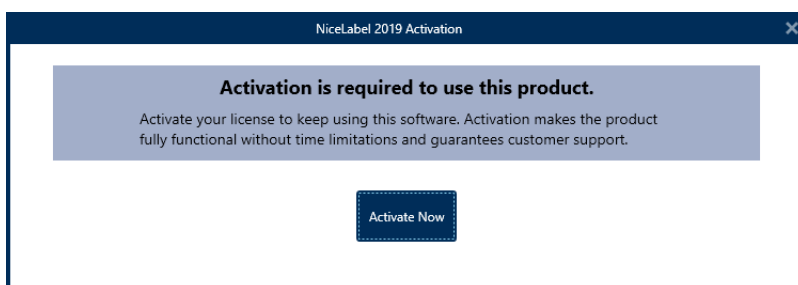 NiceLabel 2019 Activation
Activation is required to use this product.
Activate your license to keep using this software. Activation makes the product
fully functional without time limitations and guarantees customer support.
Activate Now